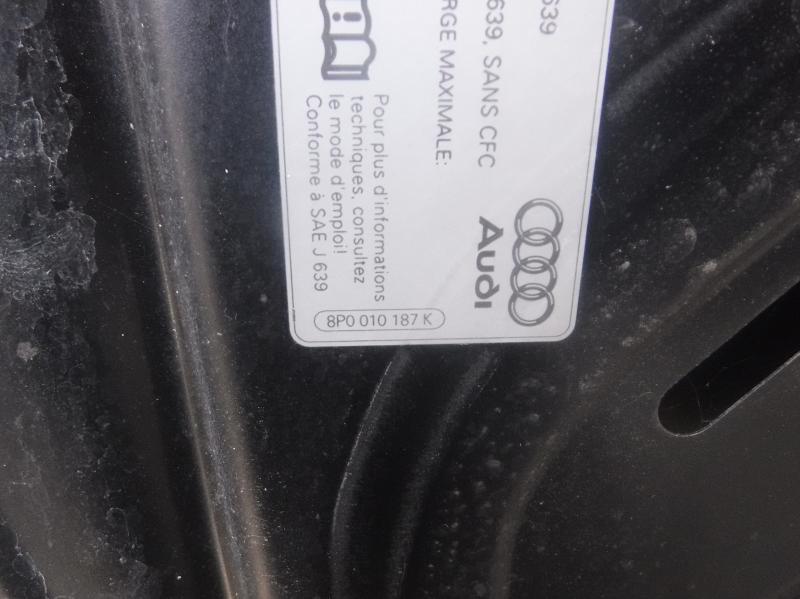 639
639, SANS CFC
RGE MAXIMALE:
Audi
Pour plus d'informations
techniques, consultez
le mode d'emploi!
Conforme à SAE J 639
8P0 010 187 K